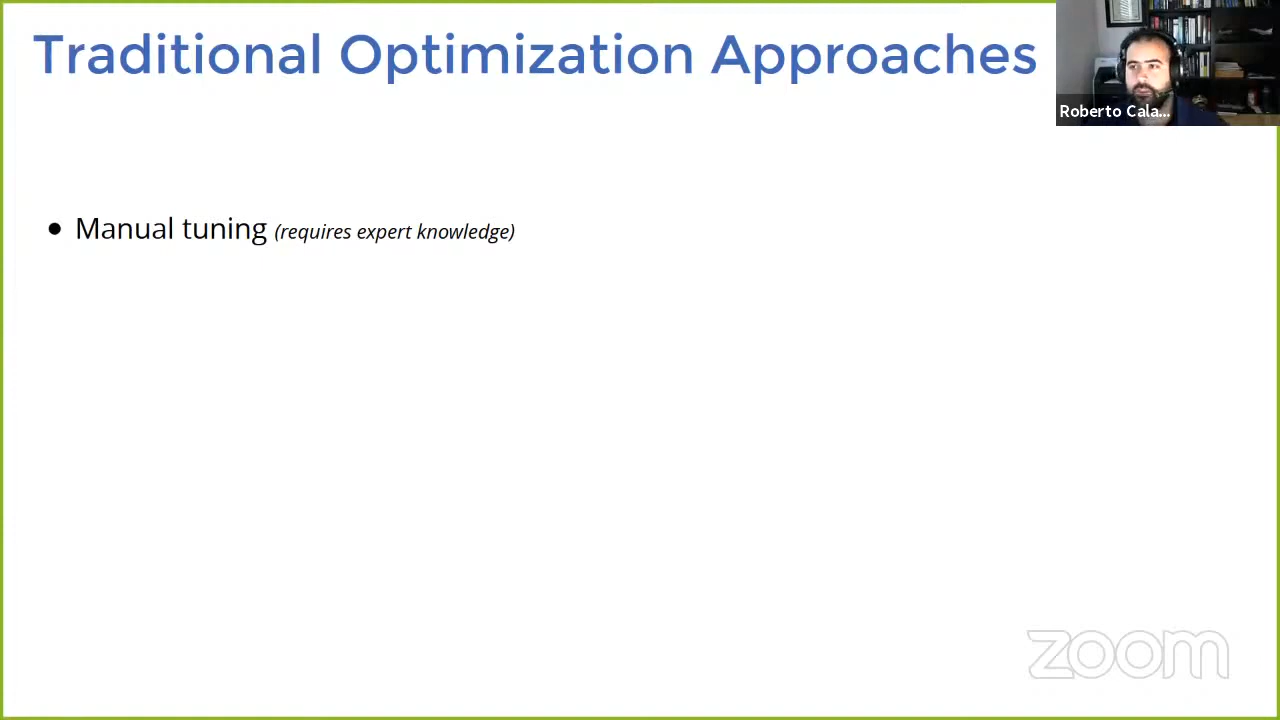 Traditional Optimization Approaches
Roberto Cala...
• Manual tuning (requires expert knowledge)
zoom